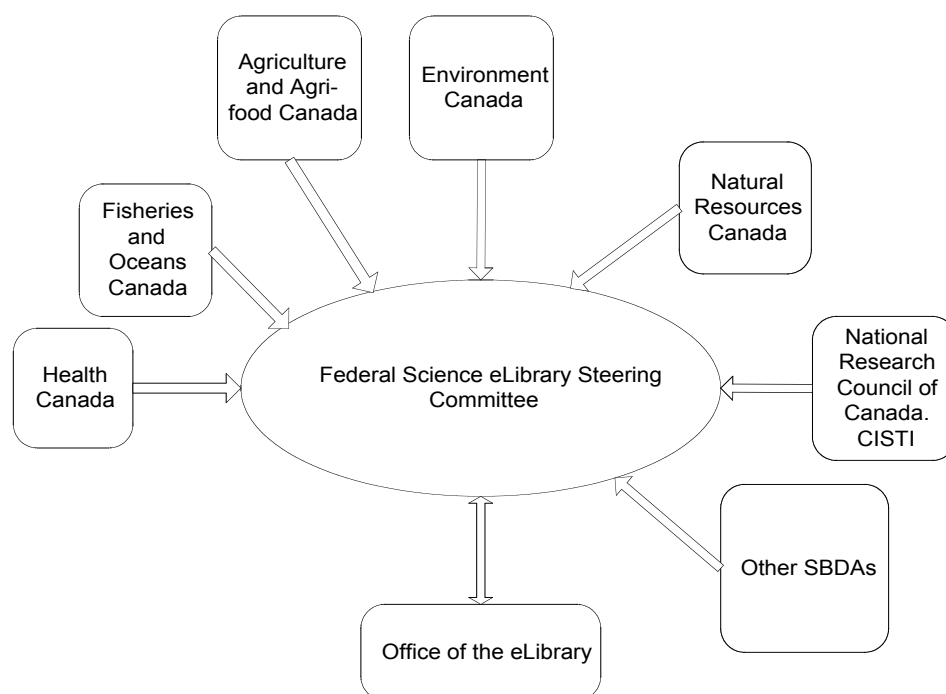 Agriculture
and Agri-
food Canada
Environment
Canada
Natural
Resources
Canada
Fisheries
and
Oceans
Canada
Health
Canada
Federal Science eLibrary Steering
Committee
National
Research
Council of
Canada.
CISTI
Other SBDAs
Office of the eLibrary